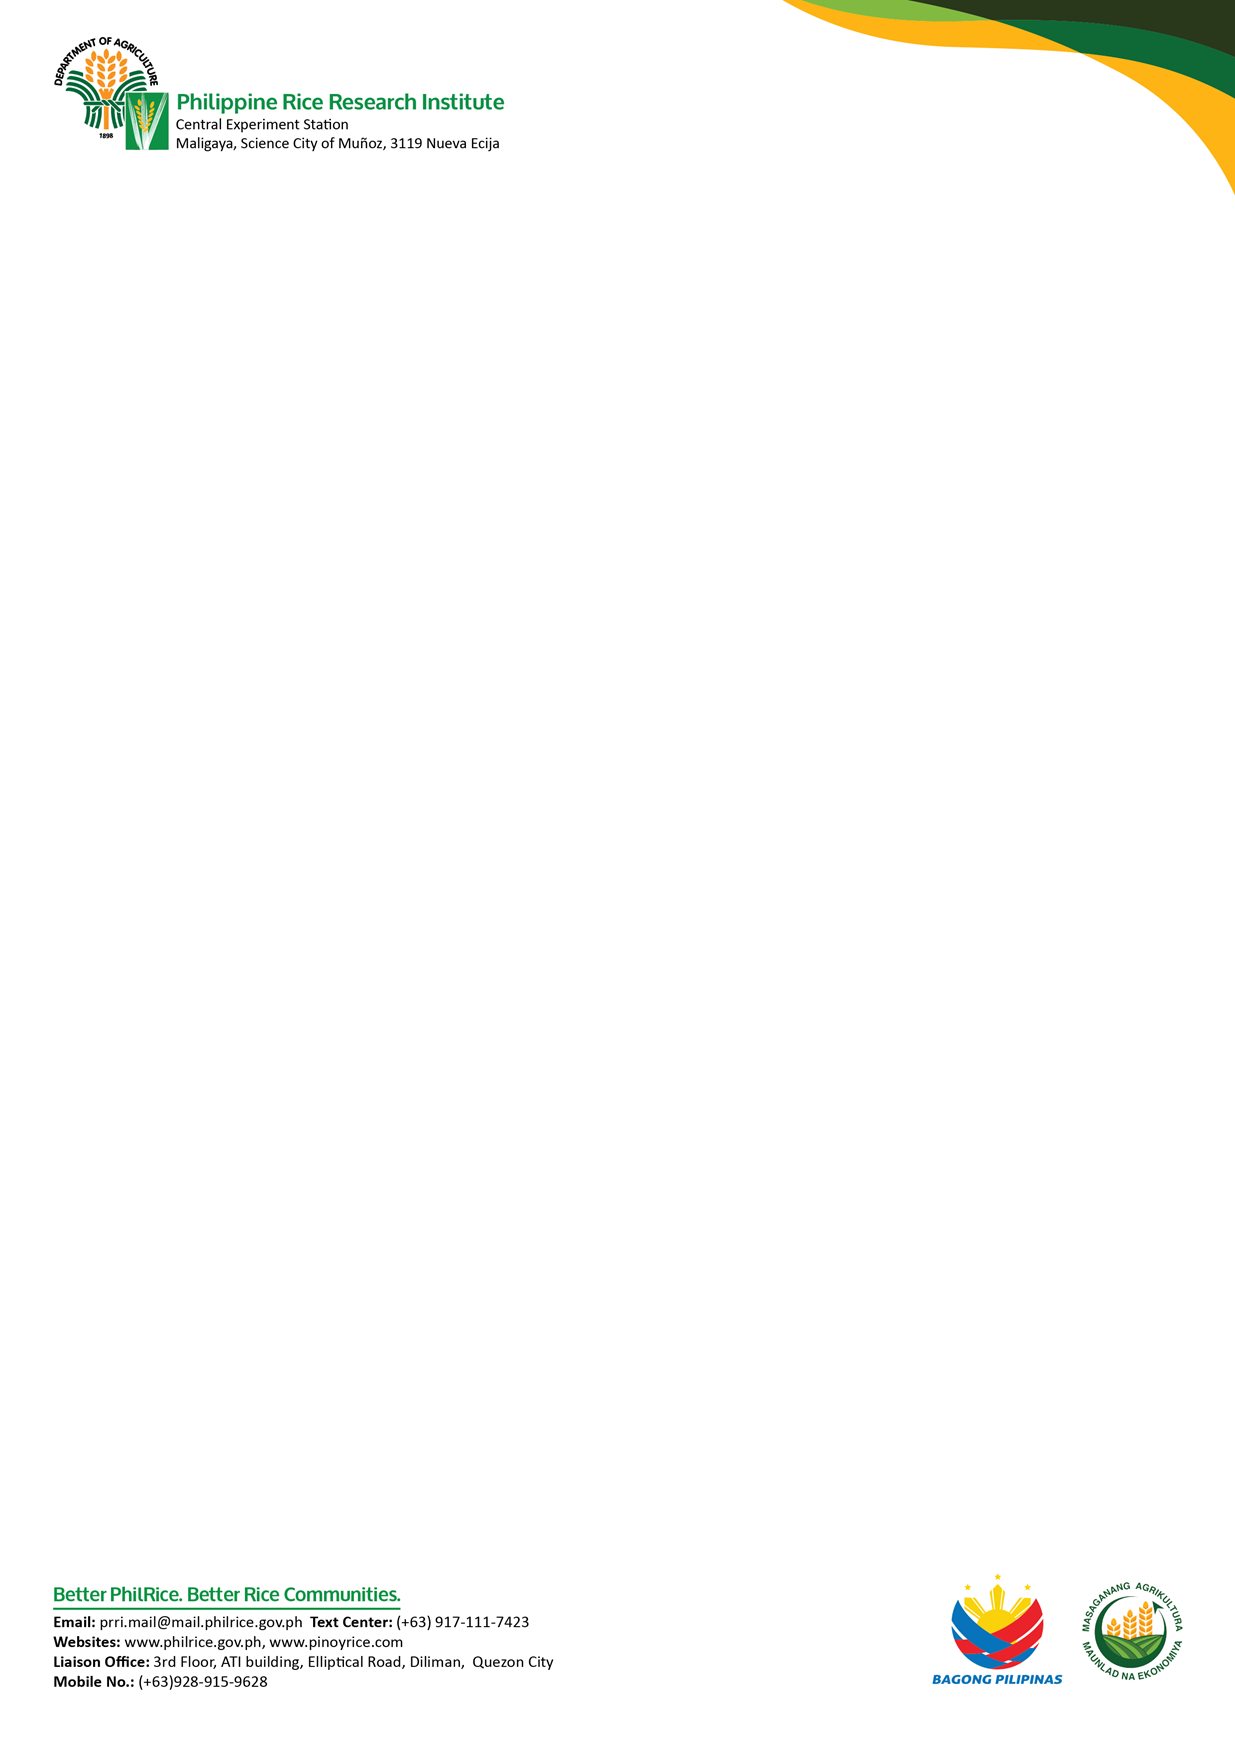 DEPARTMENT OF AGRICULTURE
1898
Philippine Rice Research Institute
Central Experiment Station
Maligaya, Science City of Muñoz, 3119 Nueva Ecija
Better PhilRice. Better Rice Communities.
Email: prri.mail@mail.philrice.gov.ph  Text Center: (+63) 917-111-7423
Websites: www.philrice.gov.ph, www.pinoyrice.com
Liaison Office: 3rd Floor, ATI building, Elliptical Road, Diliman,  Quezon City
Mobile No.: (+63)928-915-9628
BAGONG PILIPINAS
MASAGANANG AGRIKULTURA
MAUNLAD NA EKONOMIYA